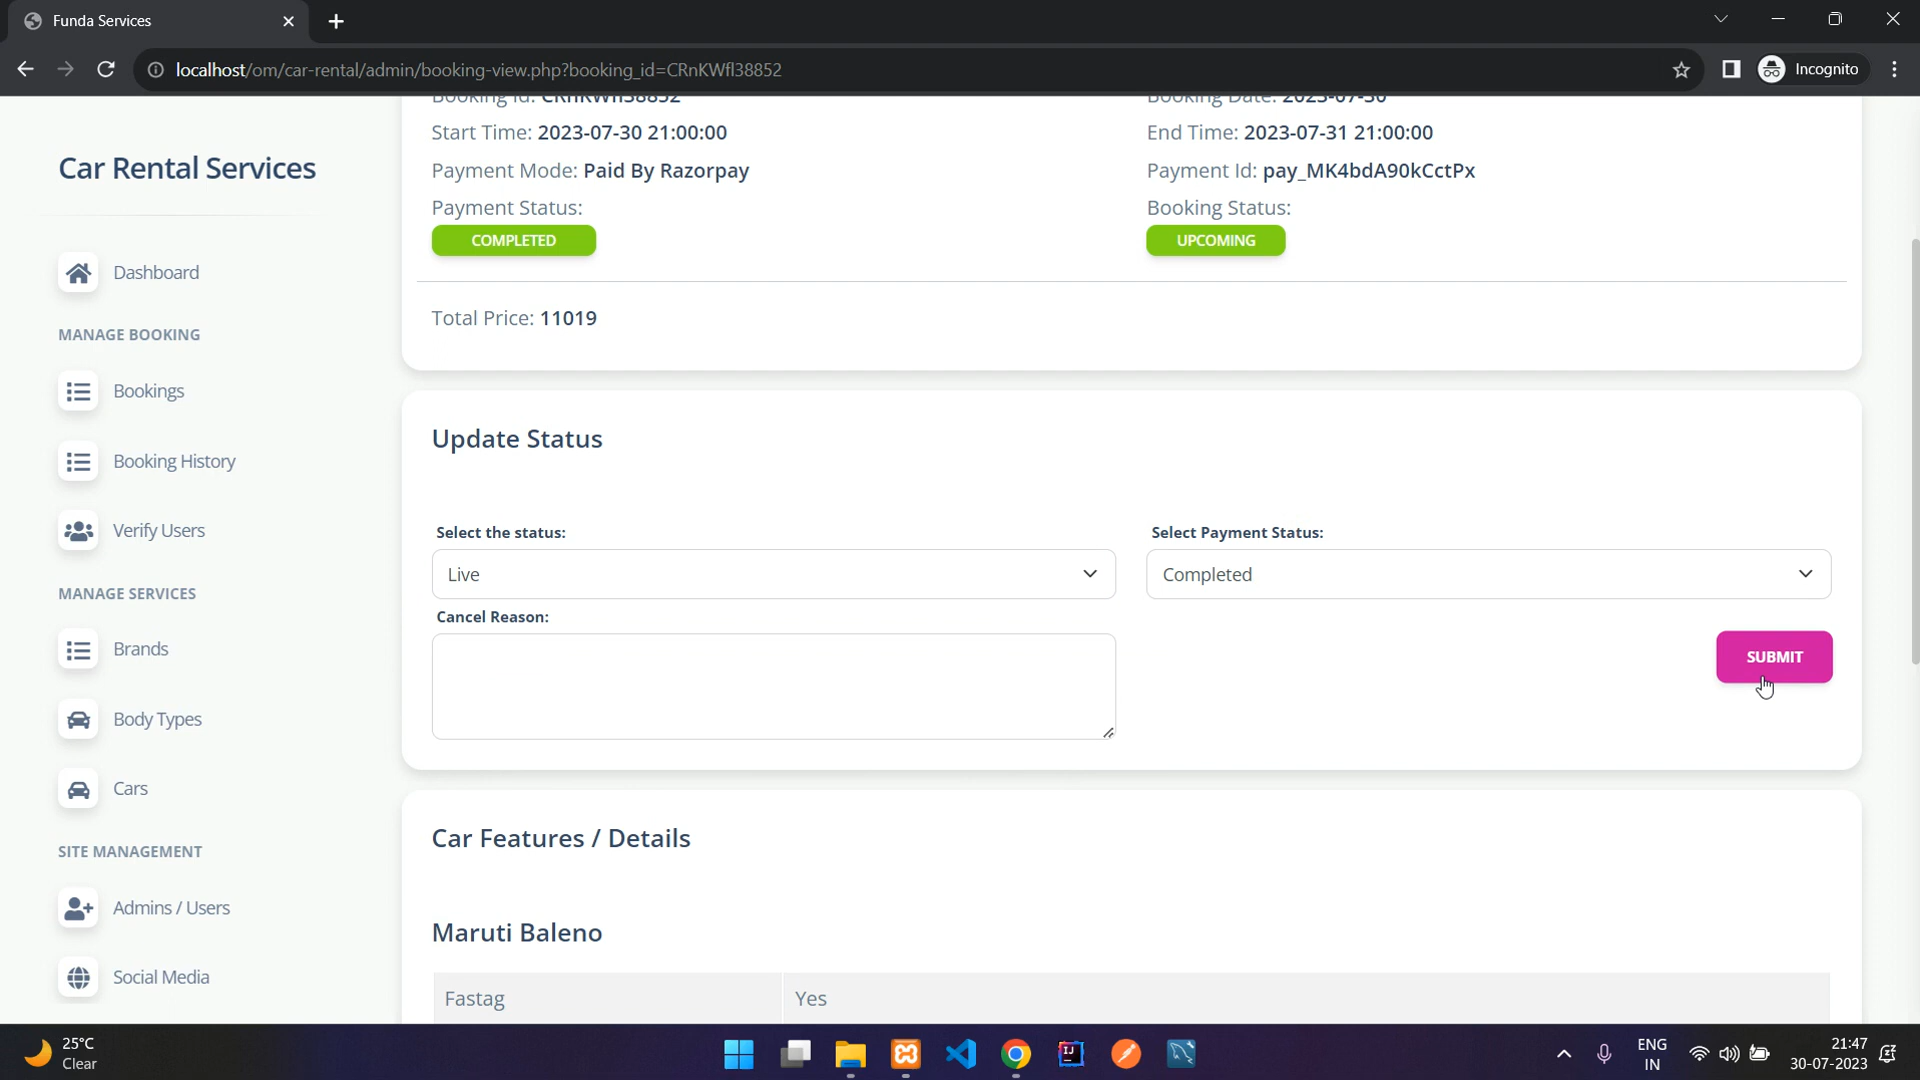 Funda Services
localhost/om/car-rental/admin/booking-view.php?booking_id=CRnKWfl38852
Incognito
Car Rental Services
Dashboard
MANAGE BOOKING
Bookings
Booking History
Verify Users
MANAGE SERVICES
Brands
Body Types
Cars
SITE MANAGEMENT
Admins / Users
Social Media
Booking Id: CRnKWfl38852
Booking Date: 2023-07-30
Start Time: 2023-07-30 21:00:00
End Time: 2023-07-31 21:00:00
Payment Mode: Paid By Razorpay
Payment Id: pay_MK4bdA90kCctPx
Payment Status:
COMPLETED
Booking Status:
UPCOMING
Total Price: 11019
Update Status
Select the status:
Live
Select Payment Status:
Completed
Cancel Reason:
SUBMIT
Car Features / Details
Maruti Baleno
Fastag
Yes
25°C
Clear
ENG
IN
21:47
30-07-2023